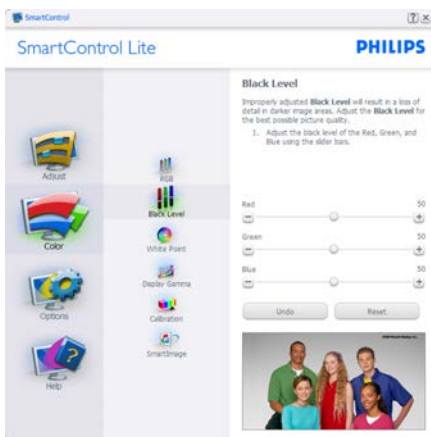 SmartControl
SmartControl Lite
PHILIPS
Adjust
Color
Options
Help
RGB
Black Level
White Point
Display Gamma
Calibration
SmartImage
Black Level
Improperly adjusted Black Level will result in a loss of
detail in darker image areas. Adjust the Black Level for
the best possible picture quality.
1. Adjust the black level of the Red, Green, and
Blue using the slider bars.
Red 50
Green 50
Blue 50
Undo Reset